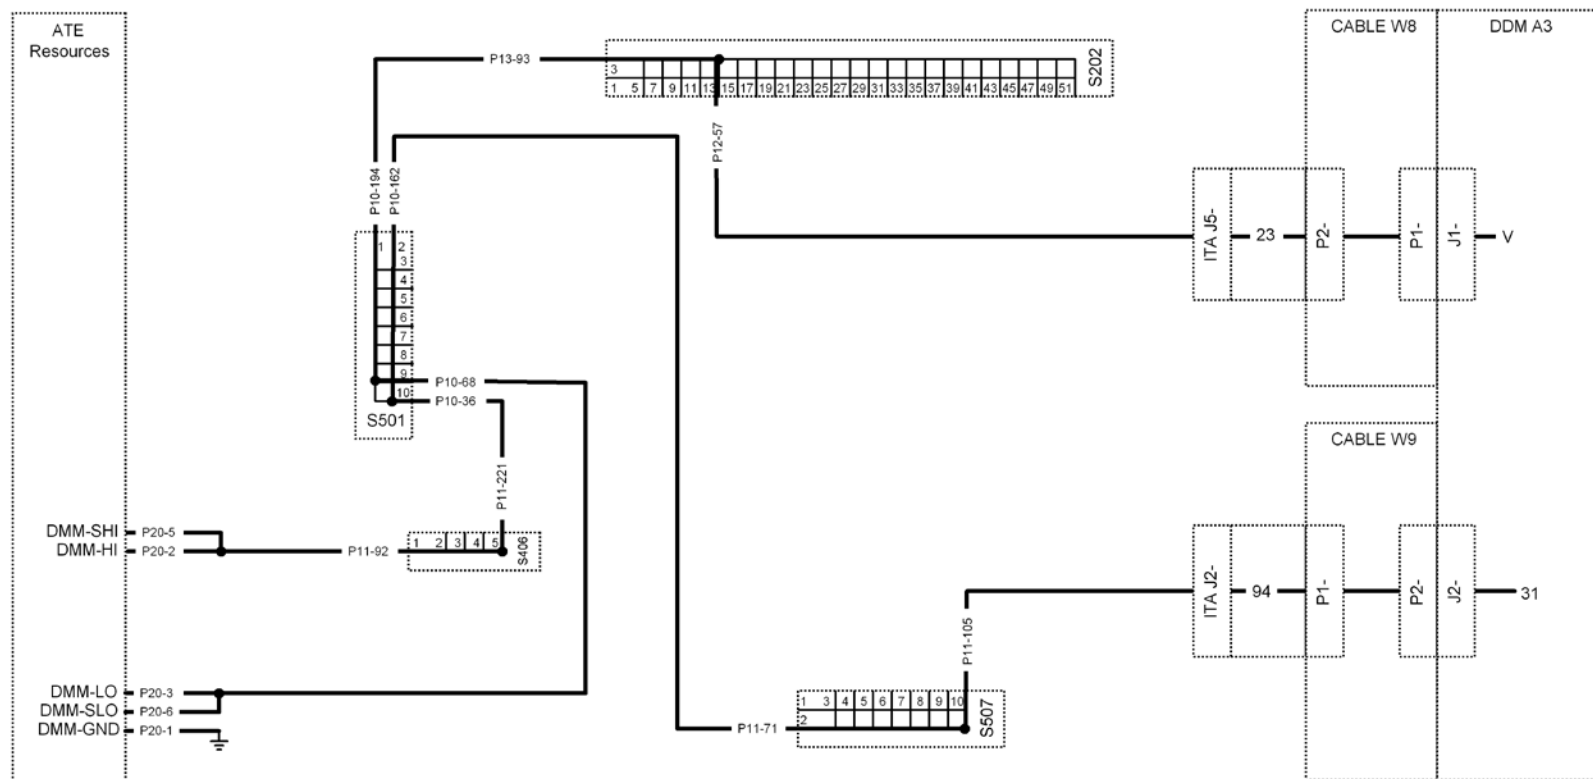 ATE
Resources
CABLE W8
DDM A3
P13-93
3
1 5 7 9 11 13 15 17 19 21 23 25 27 29 31 33 35 37 39 41 43 45 47 49 51
S202
P12-57
P10-194
P10-162
ITA J5-
23
P2-
P1-
J1-
V
1 2
3
4
5
6
7
8
9
10
P10-68
P10-36
S501
CABLE W9
P11-221
DMM-SHI P20-5
DMM-HI P20-2
P11-92
1 2 3 4 5
S406
ITA J2-
94
P1-
P2-
J2-
31
P11-105
DMM-LO P20-3
DMM-SLO P20-6
DMM-GND P20-1
P11-71
1 3 4 5 6 7 8 9 10
2
S507